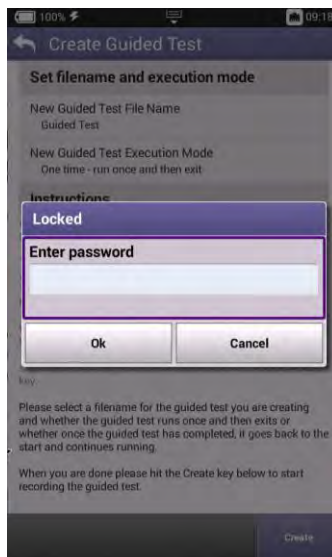 100% 09:18
Create Guided Test
Set filename and execution mode
New Guided Test File Name
Guided Test
New Guided Test Execution Mode
One time - run once and then exit
Instructions
Locked
Enter password
Ok Cancel
key.
Please select a filename for the guided test you are creating
and whether the guided test runs once and then exits or
whether once the guided test has completed, it goes back to the
start and continues running.
When you are done please hit the Create key below to start
recording the guided test.
Create